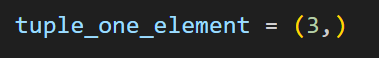 tuple_one_element = (3,)